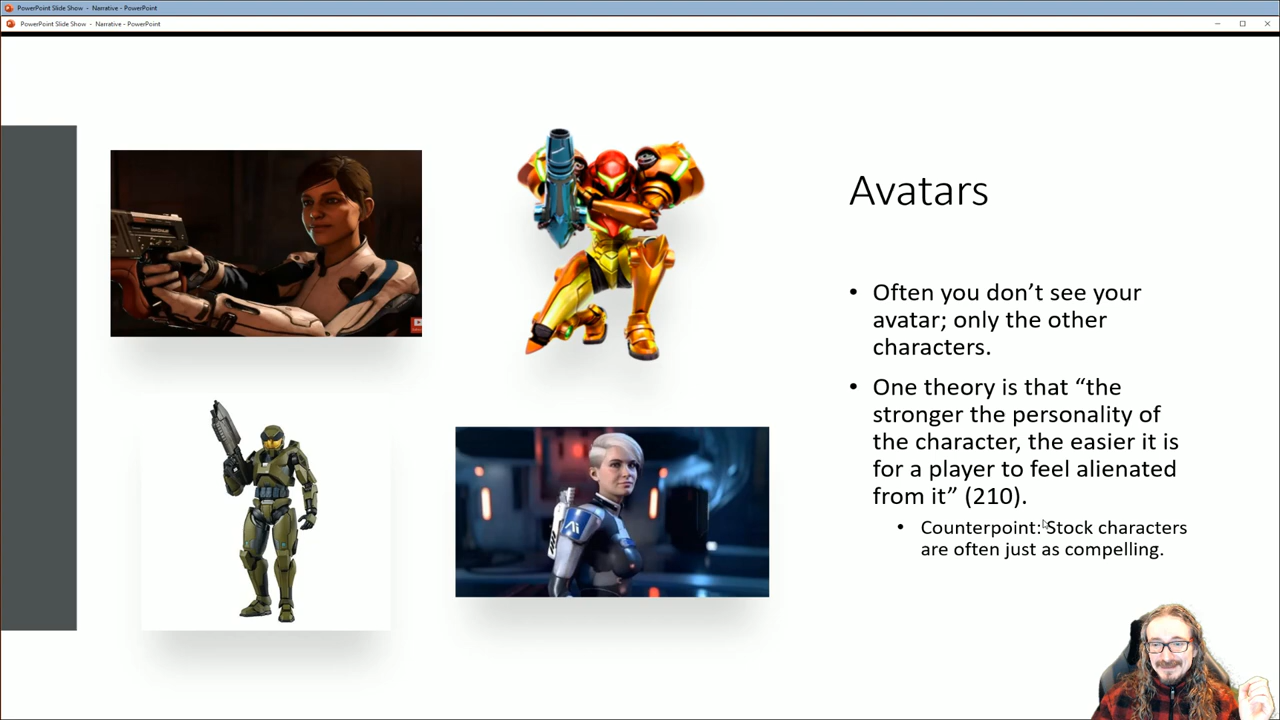 PowerPoint Slide Show - Narrative - PowerPoint
PowerPoint Slide Show - Narrative - PowerPoint
Avatars
• Often you don’t see your
avatar; only the other
characters.
• One theory is that “the
stronger the personality of
the character, the easier it is
for a player to feel alienated
from it” (210).
• Counterpoint: Stock characters
are often just as compelling.
Ai